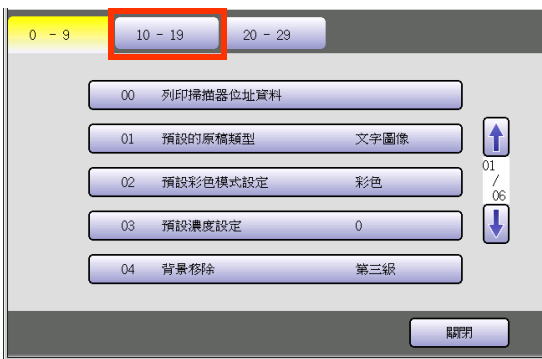 0 - 9 10 - 19 20 - 29
00 列印掃描器位址資料
01 預設的原稿類型 文字圖像
02 預設彩色模式設定 彩色
03 預設濃度設定 0
04 背景移除 第三級
01
/
06
關閉